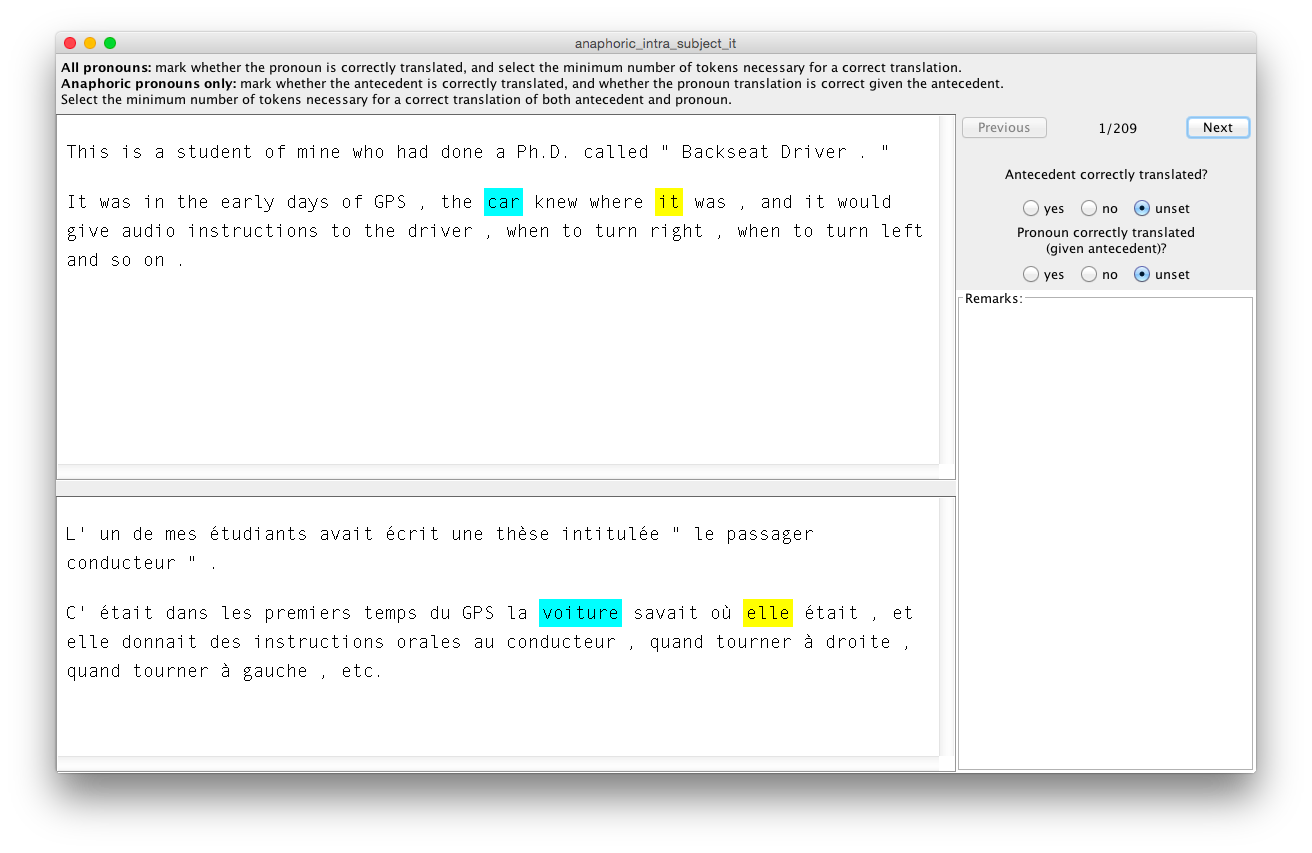 anaphoric_intra_subject_it
All pronouns: mark whether the pronoun is correctly translated, and select the minimum number of tokens necessary for a correct translation.
Anaphoric pronouns only: mark whether the antecedent is correctly translated, and whether the pronoun translation is correct given the antecedent.
Select the minimum number of tokens necessary for a correct translation of both antecedent and pronoun.
This is a student of mine who had done a Ph.D. called " Backseat Driver . "
It was in the early days of GPS , the car knew where it was , and it would
give audio instructions to the driver , when to turn right , when to turn left
and so on .
L' un de mes étudiants avait écrit une thèse intitulée " le passager
conducteur " .
C' était dans les premiers temps du GPS la voiture savait où elle était , et
elle donnait des instructions orales au conducteur , quand tourner à droite ,
quand tourner à gauche , etc.
Previous 1/209 Next
Antecedent correctly translated?
yes no unset
Pronoun correctly translated
(given antecedent)?
yes no unset
Remarks: